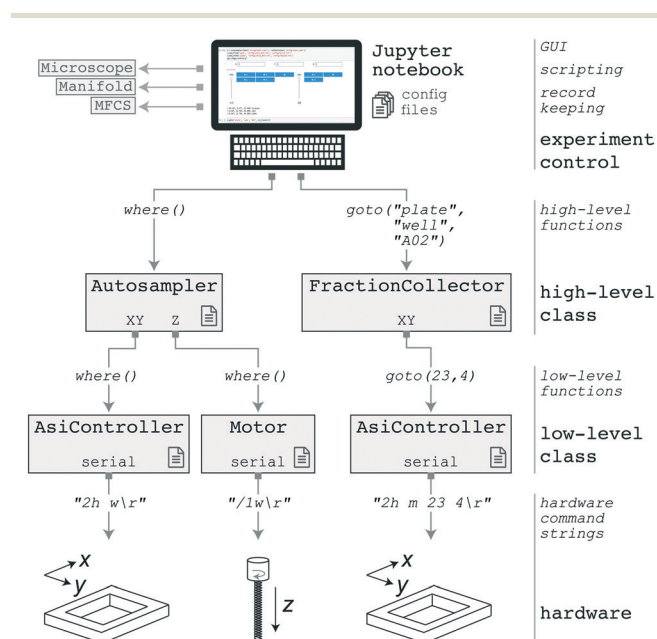 Microscope
Manifold
MFCS
Jupyter
notebook
config
files
GUI
scripting
record
keeping
experiment
control
where()
goto("plate",
"well",
"A02")
high-level
functions
Autosampler
XY Z
FractionCollector
XY
high-level
class
where()
where()
goto(23,4)
low-level
functions
AsiController
serial
Motor
serial
AsiController
serial
low-level
class
"2h w\r"
"/1w\r"
"2h m 23 4\r"
hardware
command
strings
x
y
z
x
y
hardware